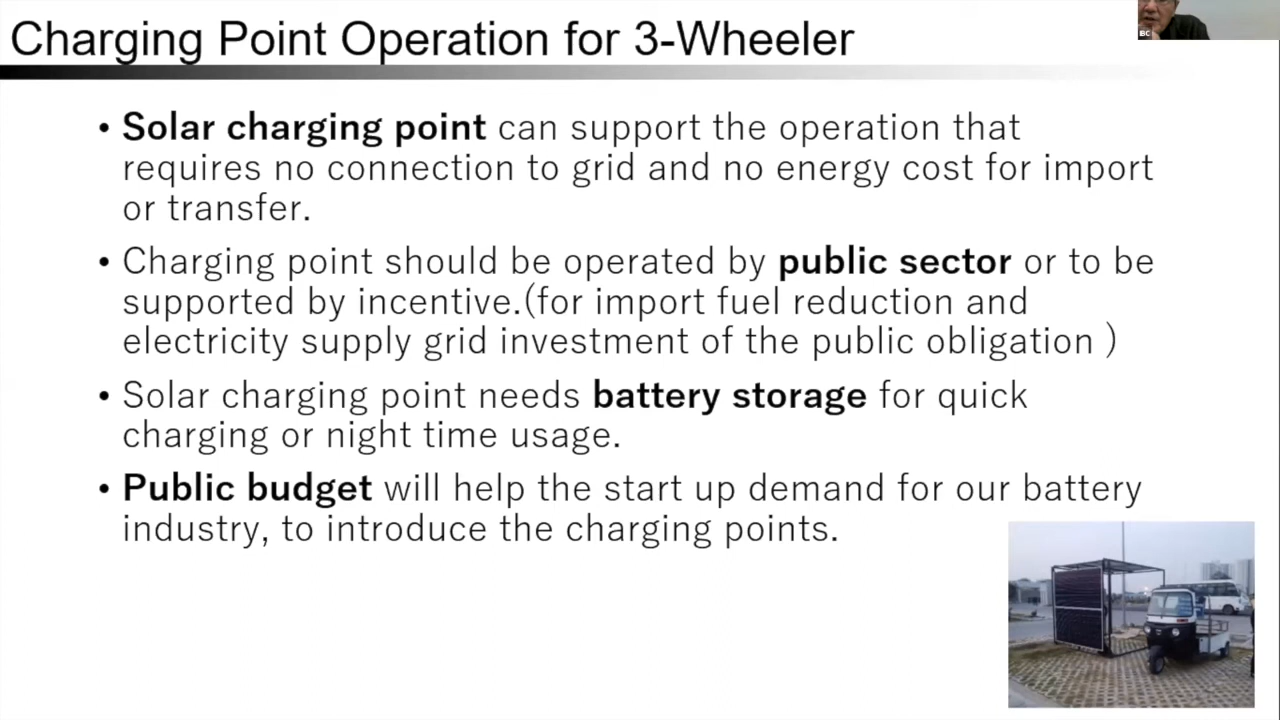 Charging Point Operation for 3-Wheeler
BC
• Solar charging point can support the operation that
requires no connection to grid and no energy cost for import
or transfer.
• Charging point should be operated by public sector or to be
supported by incentive.(for import fuel reduction and
electricity supply grid investment of the public obligation )
• Solar charging point needs battery storage for quick
charging or night time usage.
• Public budget will help the start up demand for our battery
industry, to introduce the charging points.